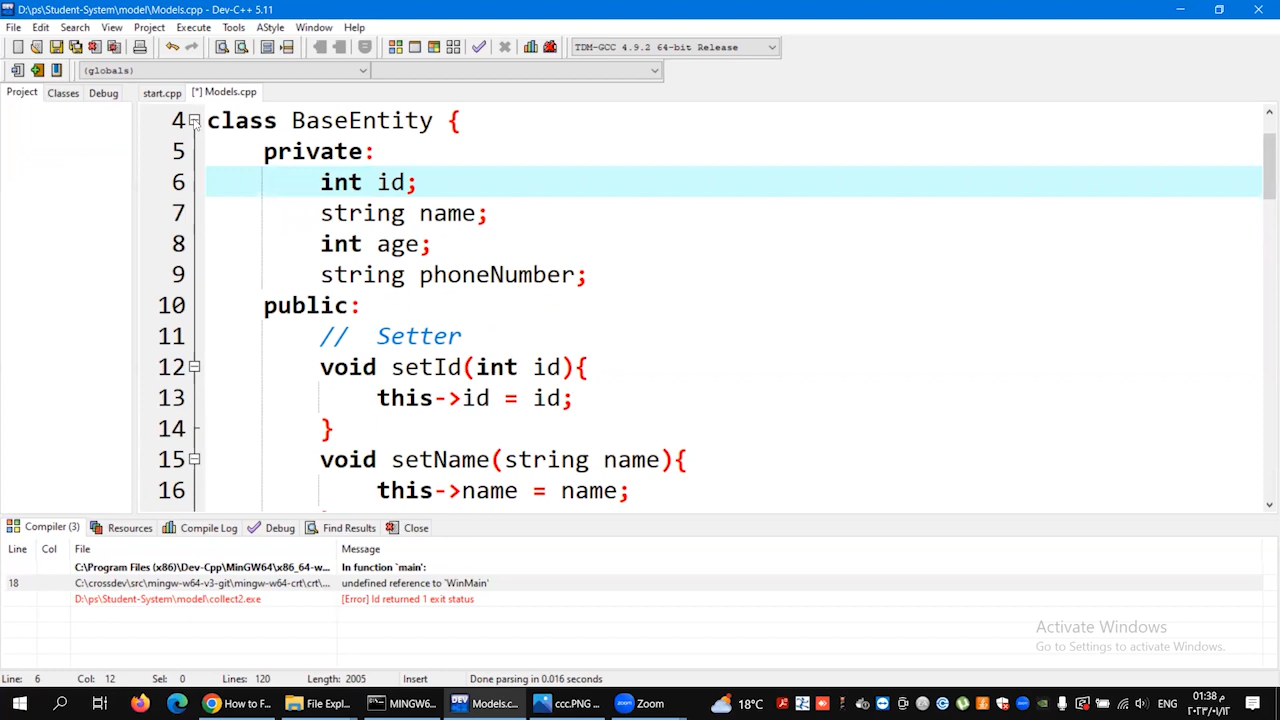 D:\ps\Student-System\model\Models.cpp - Dev-C++ 5.11
File Edit Search View Project Execute Tools AStyle Window Help
TDM-GCC 4.9.2 64-bit Release
(globals)
Project Classes Debug start.cpp [*] Models.cpp
4 class BaseEntity {
5 private:
6 int id;
7 string name;
8 int age;
9 string phoneNumber;
10 public:
11 // Setter
12 void setId(int id){
13 this->id = id;
14 }
15 void setName(string name){
16 this->name = name;
Compiler (3) Resources Compile Log Debug Find Results Close
Line Col File Message
C:\Program Files (x86)\Dev-Cpp\MinGW64\x86_64-w... In function `main':
18 C:\crossdev\src\mingw-w64-v3-git\mingw-w64-crt\crt\... undefined reference to `WinMain'
D:\ps\Student-System\model\collect2.exe [Error] ld returned 1 exit status
Activate Windows
Go to Settings to activate Windows.
Line: 6 Col: 12 Sel: 0 Lines: 120 Length: 2005 Insert Done parsing in 0.016 seconds
How to F... File Expl... MINGW6... Models.c... ccc.PNG ... Zoom 18°C
01:38 م